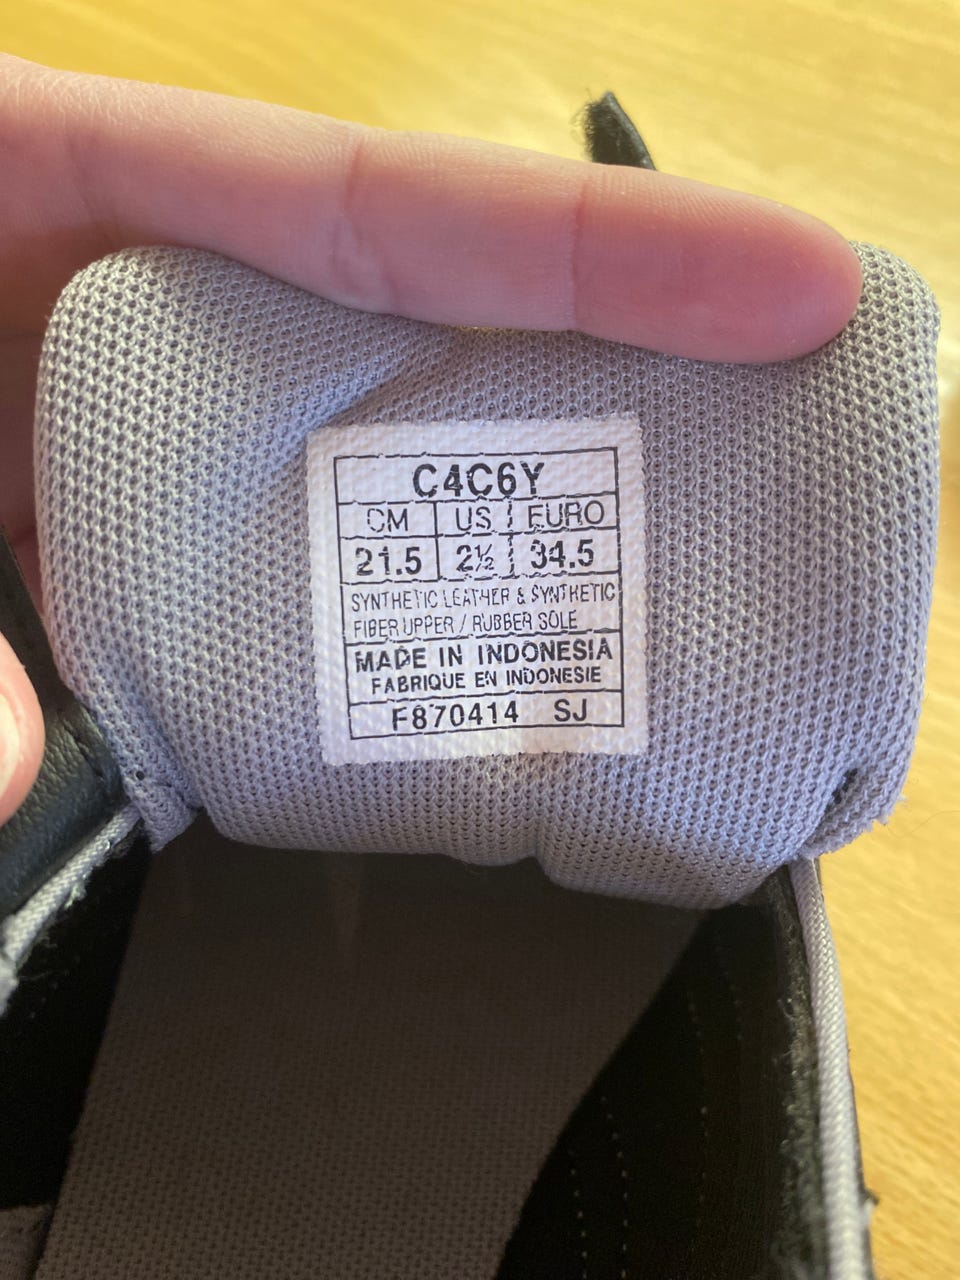 C4C6Y
CM US EURO
21.5 2½ 34.5
SYNTHETIC LEATHER & SYNTHETIC
FIBER UPPER / RUBBER SOLE
MADE IN INDONESIA
FABRIQUE EN INDONESIE
F870414 SJ